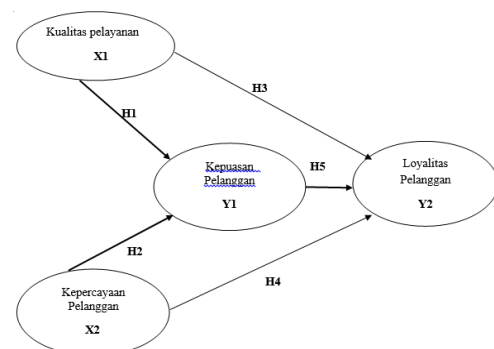 Kualitas pelayanan
X1
H3
H1
Kepuasan
Pelanggan
Y1
H5
Loyalitas
Pelanggan
Y2
H2
H4
Kepercayaan
Pelanggan
X2